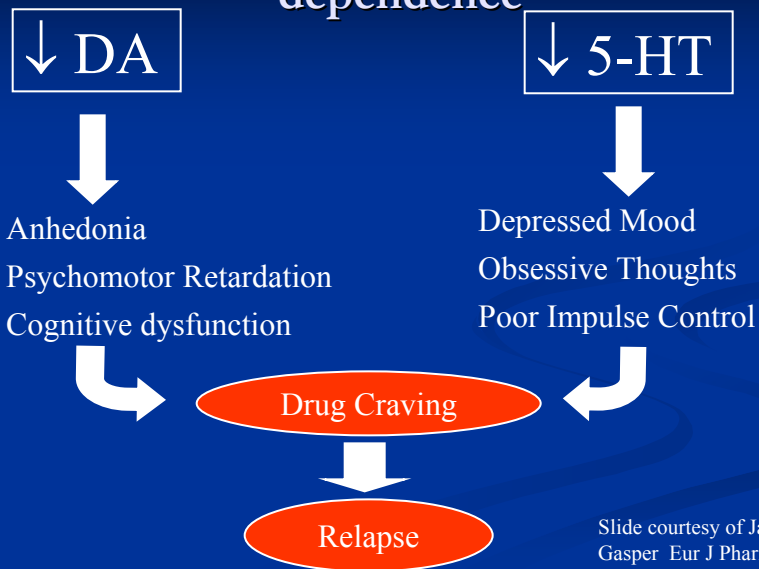 dependence
↓ DA
↓ 5-HT
Anhedonia
Psychomotor Retardation
Cognitive dysfunction
Depressed Mood
Obsessive Thoughts
Poor Impulse Control
Drug Craving
Relapse
Slide courtesy of
Gasper Eur J